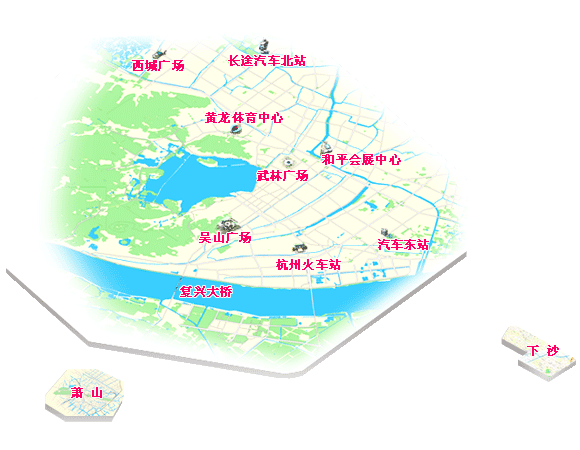 长途汽车北站
西城广场
黄龙体育中心
和平会展中心
武林广场
吴山广场
汽车东站
杭州火车站
复兴大桥
下 沙
萧 山